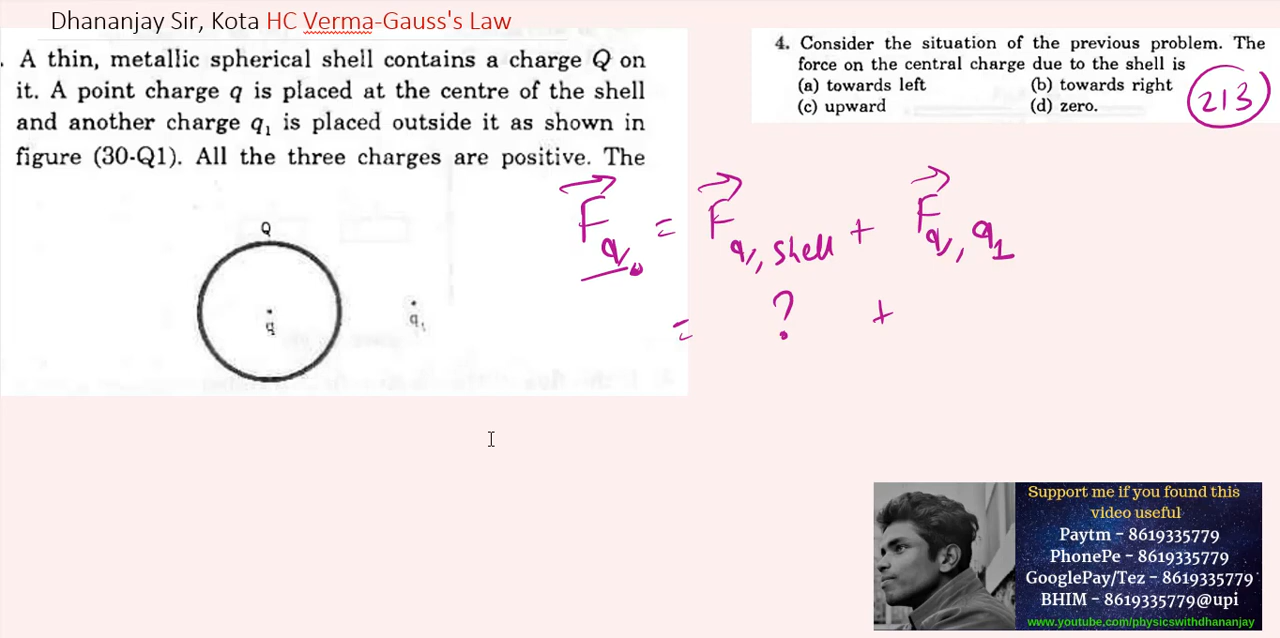 Dhananjay Sir, Kota HC Verma-Gauss's Law
. A thin, metallic spherical shell contains a charge Q on
it. A point charge q is placed at the centre of the shell
and another charge q₁ is placed outside it as shown in
figure (30-Q1). All the three charges are positive. The
Q
q
q₁
4. Consider the situation of the previous problem. The
force on the central charge due to the shell is
(a) towards left (b) towards right
(c) upward (d) zero.
213
F⃗q. = F⃗q, shell + F⃗q, q1
= ? +
Support me if you found this
video useful
Paytm - 8619335779
PhonePe - 8619335779
GooglePay/Tez - 8619335779
BHIM - 8619335779@upi
www.youtube.com/physicswithdhananjay